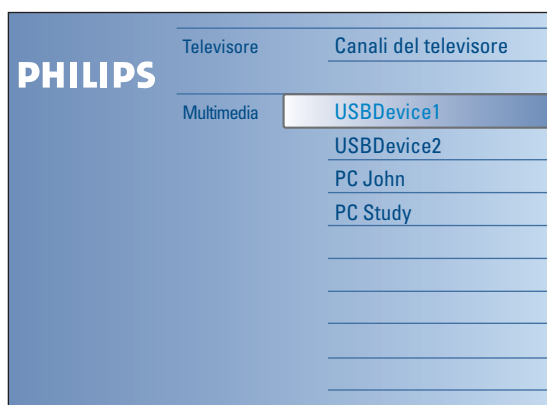 Televisore Canali del televisore
PHILIPS
Multimedia USBDevice1
USBDevice2
PC John
PC Study